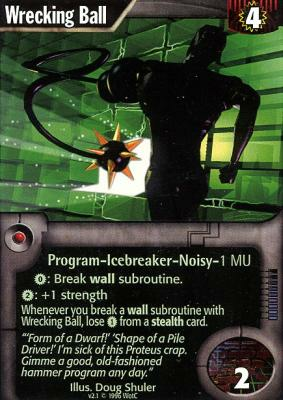 Wrecking Ball
4
Program-Icebreaker-Noisy-1 MU
0: Break wall subroutine.
2: +1 strength
Whenever you break a wall subroutine with
Wrecking Ball, lose 1 from a stealth card.
"'Form of a Dwarf!' 'Shape of a Pile
Driver!' I'm sick of this Proteus crap.
Gimme a good, old-fashioned
hammer program any day."
Illus. Doug Shuler
v2.1 © 1996 WotC
2